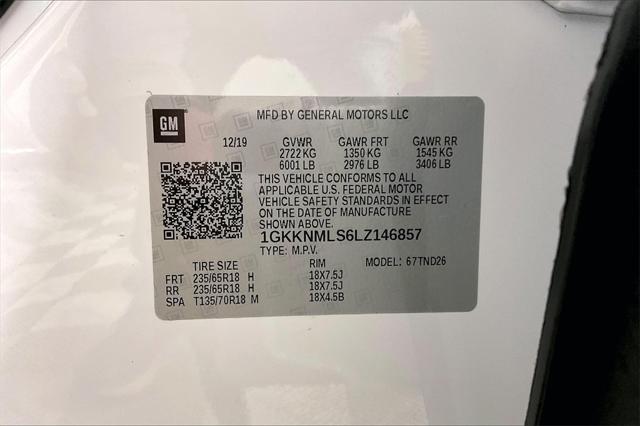 GM
MFD BY GENERAL MOTORS LLC
12/19 GVWR GAWR FRT GAWR RR
2722 KG 1350 KG 1545 KG
6001 LB 2976 LB 3406 LB
THIS VEHICLE CONFORMS TO ALL
APPLICABLE U.S. FEDERAL MOTOR
VEHICLE SAFETY STANDARDS IN EFFECT
ON THE DATE OF MANUFACTURE
SHOWN ABOVE.
1GKKNMLS6LZ146857
TYPE: M.P.V. MODEL: 67TND26
TIRE SIZE RIM
FRT 235/65R18 H 18X7.5J
RR 235/65R18 H 18X7.5J
SPA T135/70R18 M 18X4.5B